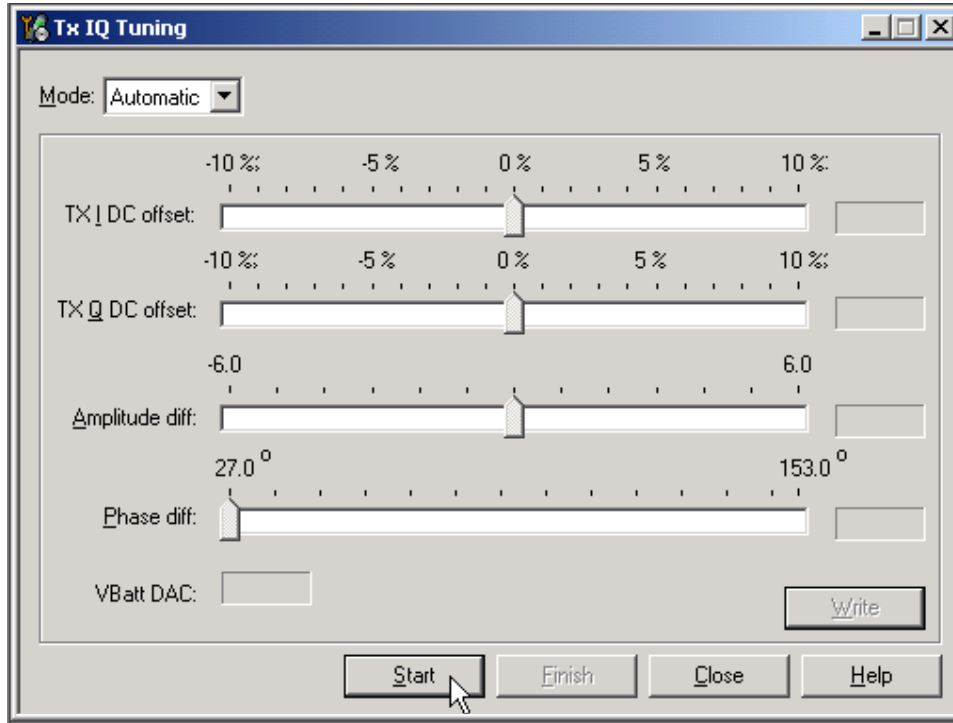 Tx IQ Tuning
Mode: Automatic
-10 %: -5 % 0 % 5 % 10 %:
TX I DC offset:
-10 %: -5 % 0 % 5 % 10 %:
TX Q DC offset:
-6.0 6.0
Amplitude diff:
27.0 ° 153.0 °
Phase diff:
VBatt DAC:
Write
Start Finish Close Help